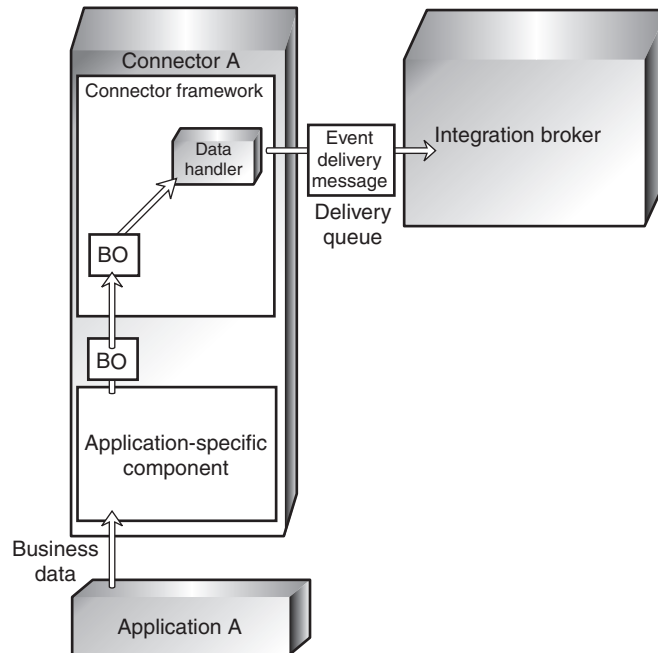 Connector A
Connector framework
Data
handler
Event
delivery
message
Delivery
queue
Integration broker
BO
BO
Application-specific
component
Business
data
Application A